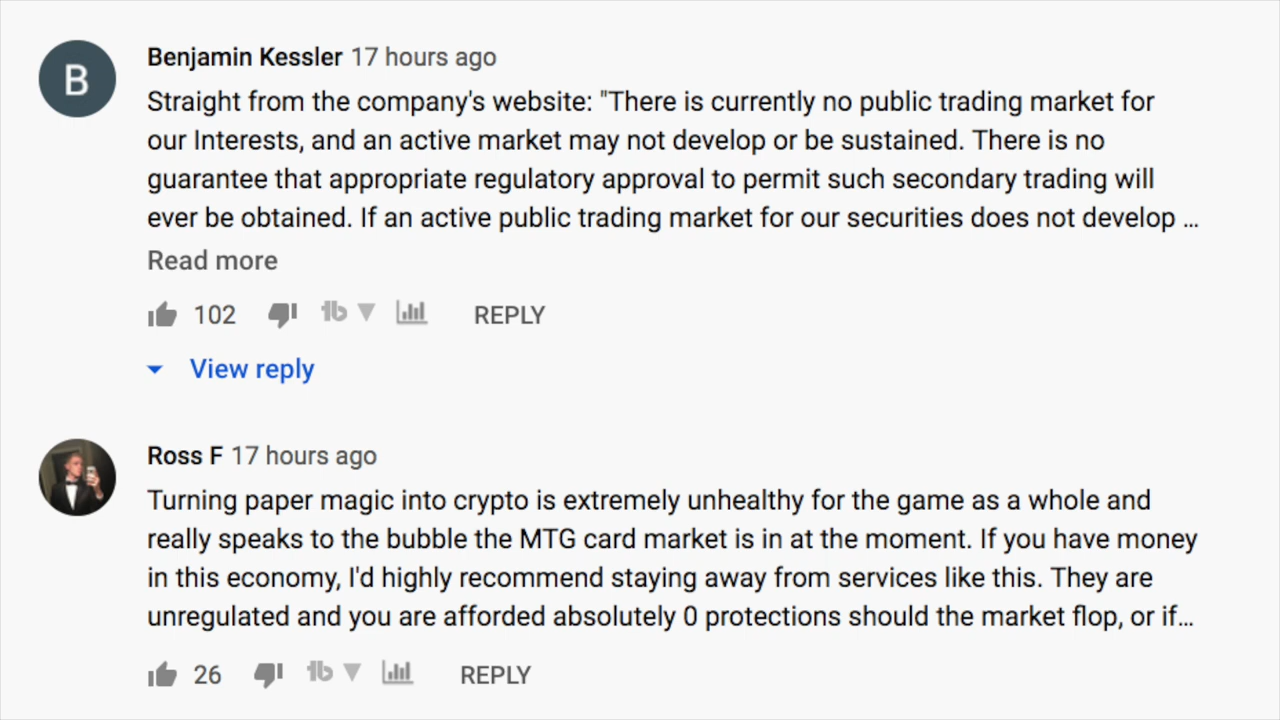 B
Benjamin Kessler 17 hours ago
Straight from the company's website: "There is currently no public trading market for
our Interests, and an active market may not develop or be sustained. There is no
guarantee that appropriate regulatory approval to permit such secondary trading will
ever be obtained. If an active public trading market for our securities does not develop ...
Read more
102 tb REPLY
View reply
Ross F 17 hours ago
Turning paper magic into crypto is extremely unhealthy for the game as a whole and
really speaks to the bubble the MTG card market is in at the moment. If you have money
in this economy, I'd highly recommend staying away from services like this. They are
unregulated and you are afforded absolutely 0 protections should the market flop, or if...
26 tb REPLY